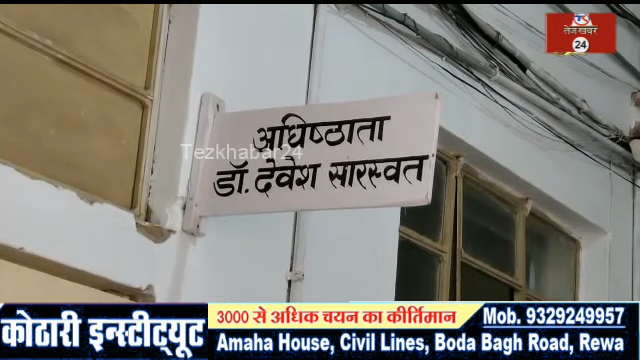 तेज खबर
24
अधिष्ठाता
Tezkhabar24
डॉ. देवेश सारस्वत
कोठारी इन्स्टीट्यूट
3000 से अधिक चयन का कीर्तिमान
Mob. 9329249957
Amaha House, Civil Lines, Boda Bagh Road, Rewa